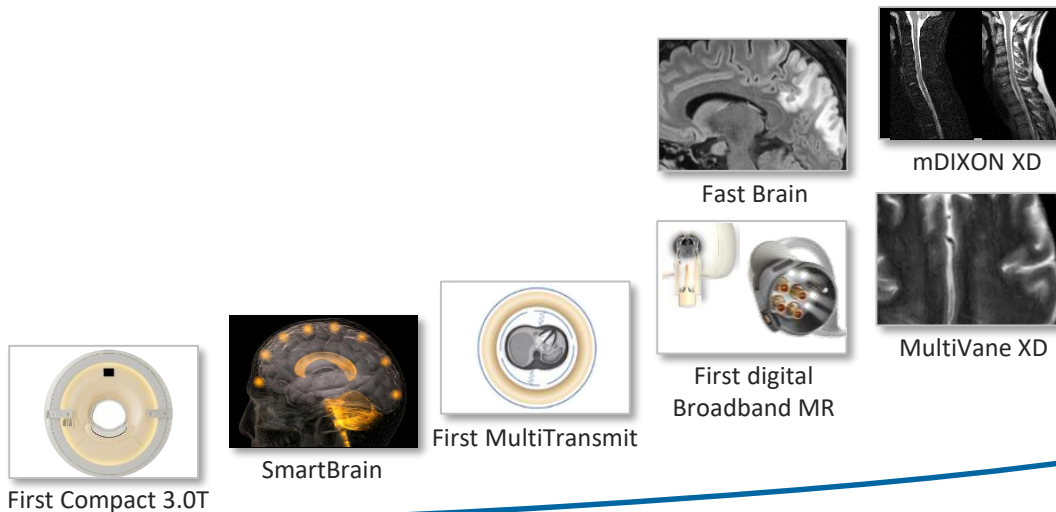 Fast Brain
mDIXON XD
First digital
Broadband MR
MultiVane XD
First MultiTransmit
SmartBrain
First Compact 3.0T